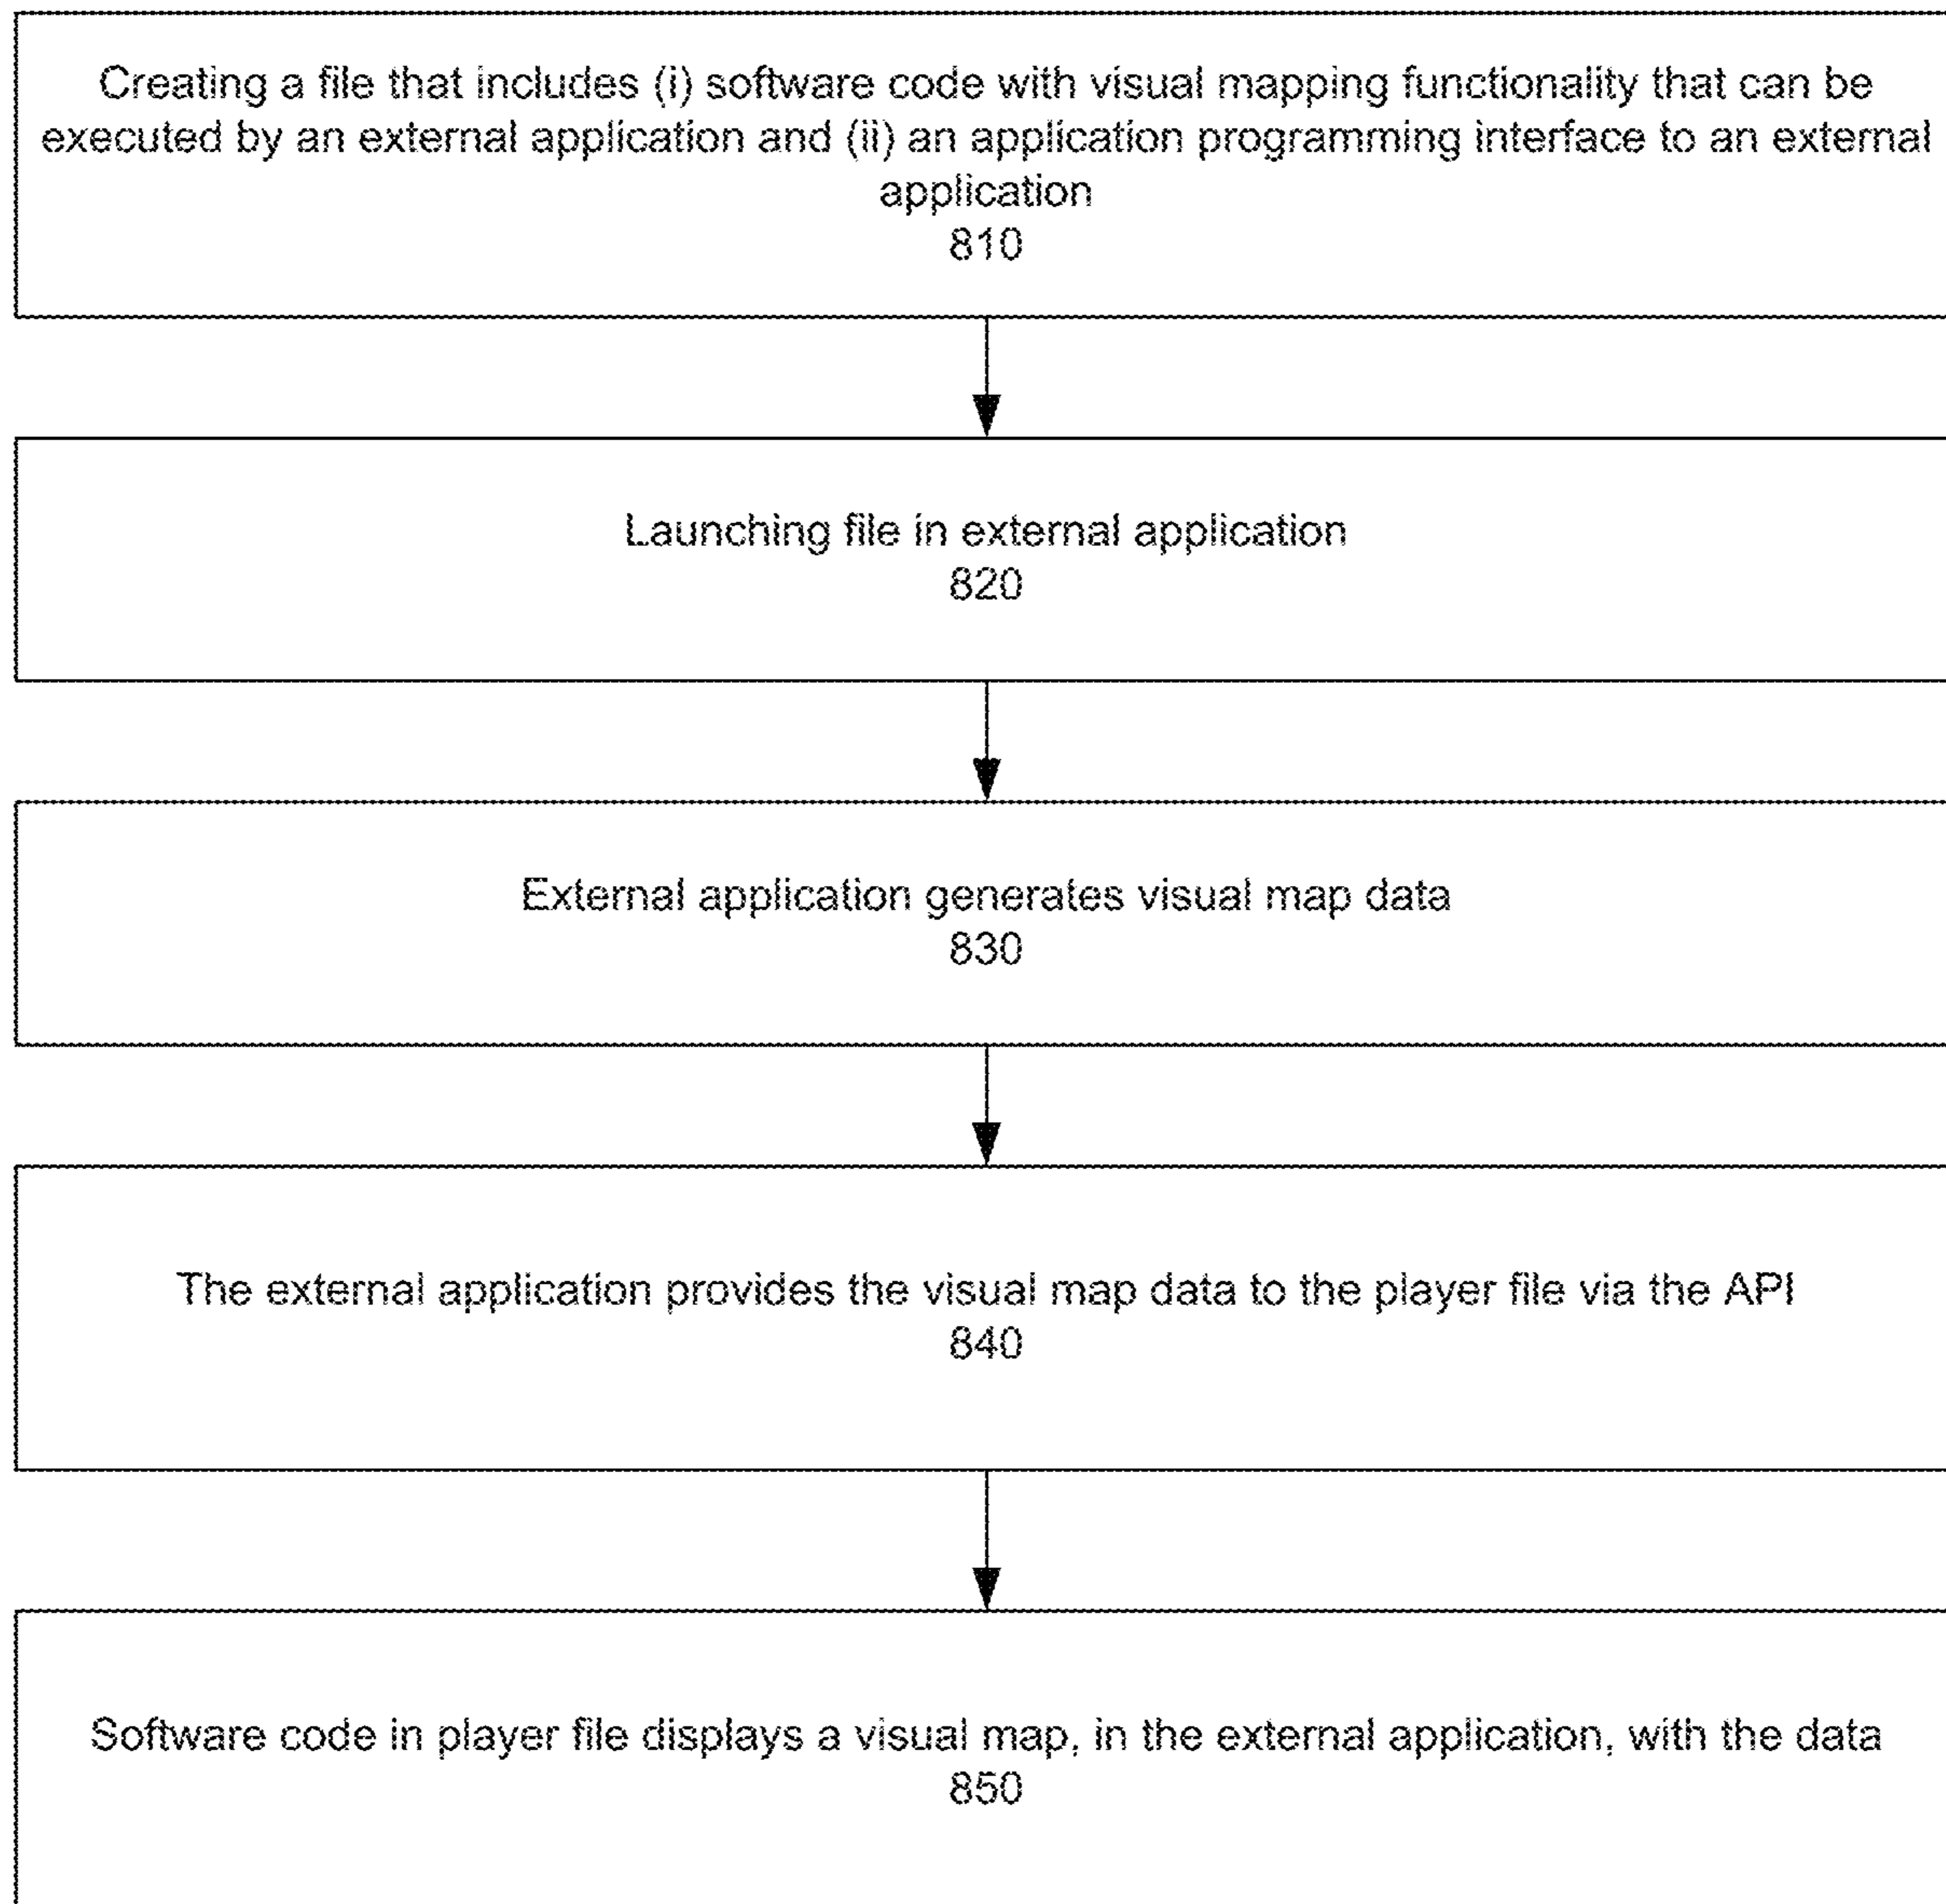 Creating a file that includes (i) software code with visual mapping functionality that can be
executed by an external application and (ii) an application programming interface to an external
application
810
Launching file in external application
820
External application generates visual map data
830
The external application provides the visual map data to the player file via the API
840
Software code in player file displays a visual map, in the external application, with the data
850